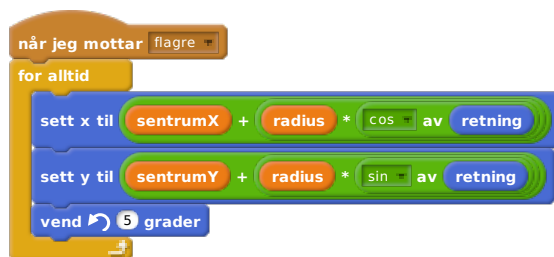 når jeg mottar flagre
for alltid
sett x til sentrumX + radius * cos av retning
sett y til sentrumY + radius * sin av retning
vend 5 grader